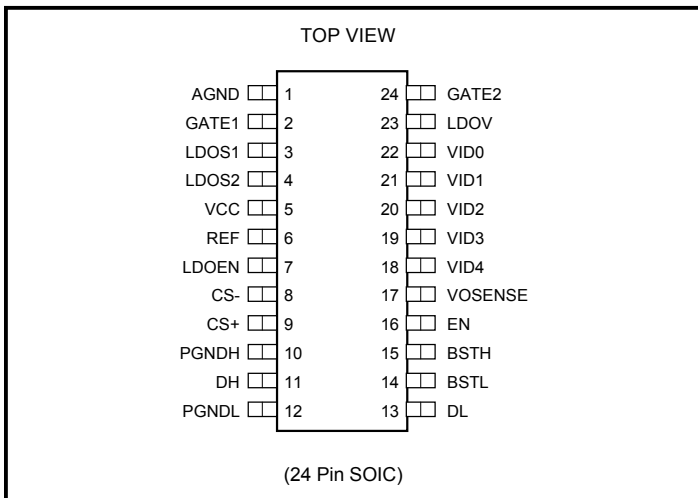 TOP VIEW
AGND 1 24 GATE2
GATE1 2 23 LDOV
LDOS1 3 22 VID0
LDOS2 4 21 VID1
VCC 5 20 VID2
REF 6 19 VID3
LDOEN 7 18 VID4
CS- 8 17 VOSENSE
CS+ 9 16 EN
PGNDH 10 15 BSTH
DH 11 14 BSTL
PGNDL 12 13 DL
(24 Pin SOIC)